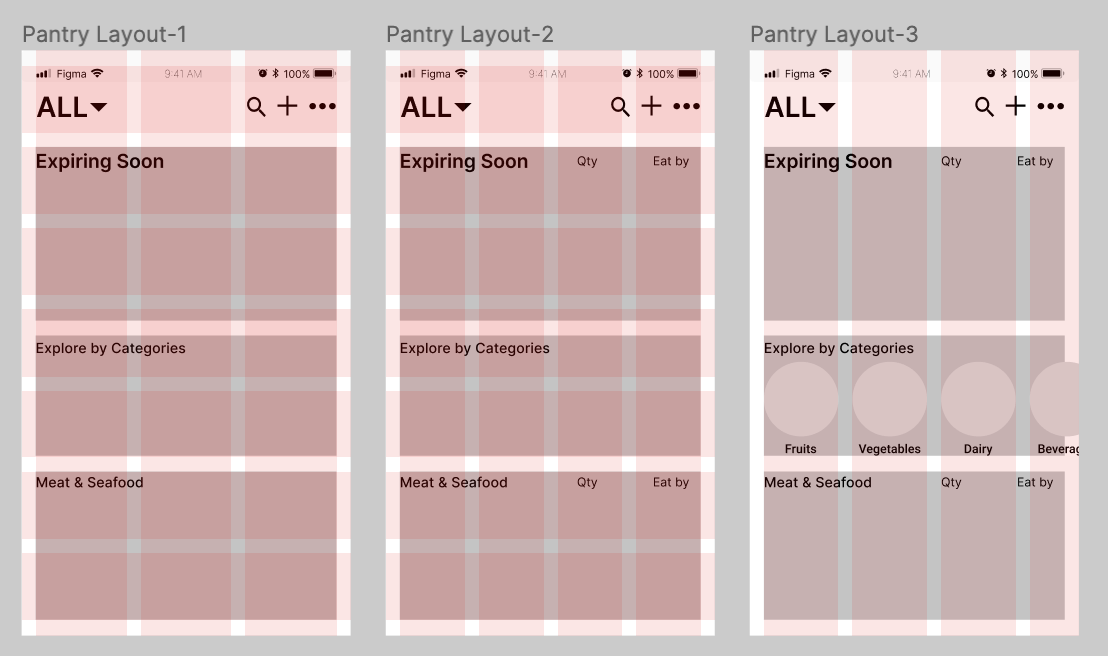 Pantry Layout-1
Figma 9:41 AM 100%
ALL
Expiring Soon
Explore by Categories
Meat & Seafood
Pantry Layout-2
Figma 9:41 AM 100%
ALL
Expiring Soon Qty Eat by
Explore by Categories
Meat & Seafood Qty Eat by
Pantry Layout-3
Figma 9:41 AM 100%
ALL
Expiring Soon Qty Eat by
Explore by Categories
Fruits Vegetables Dairy Beverag
Meat & Seafood Qty Eat by